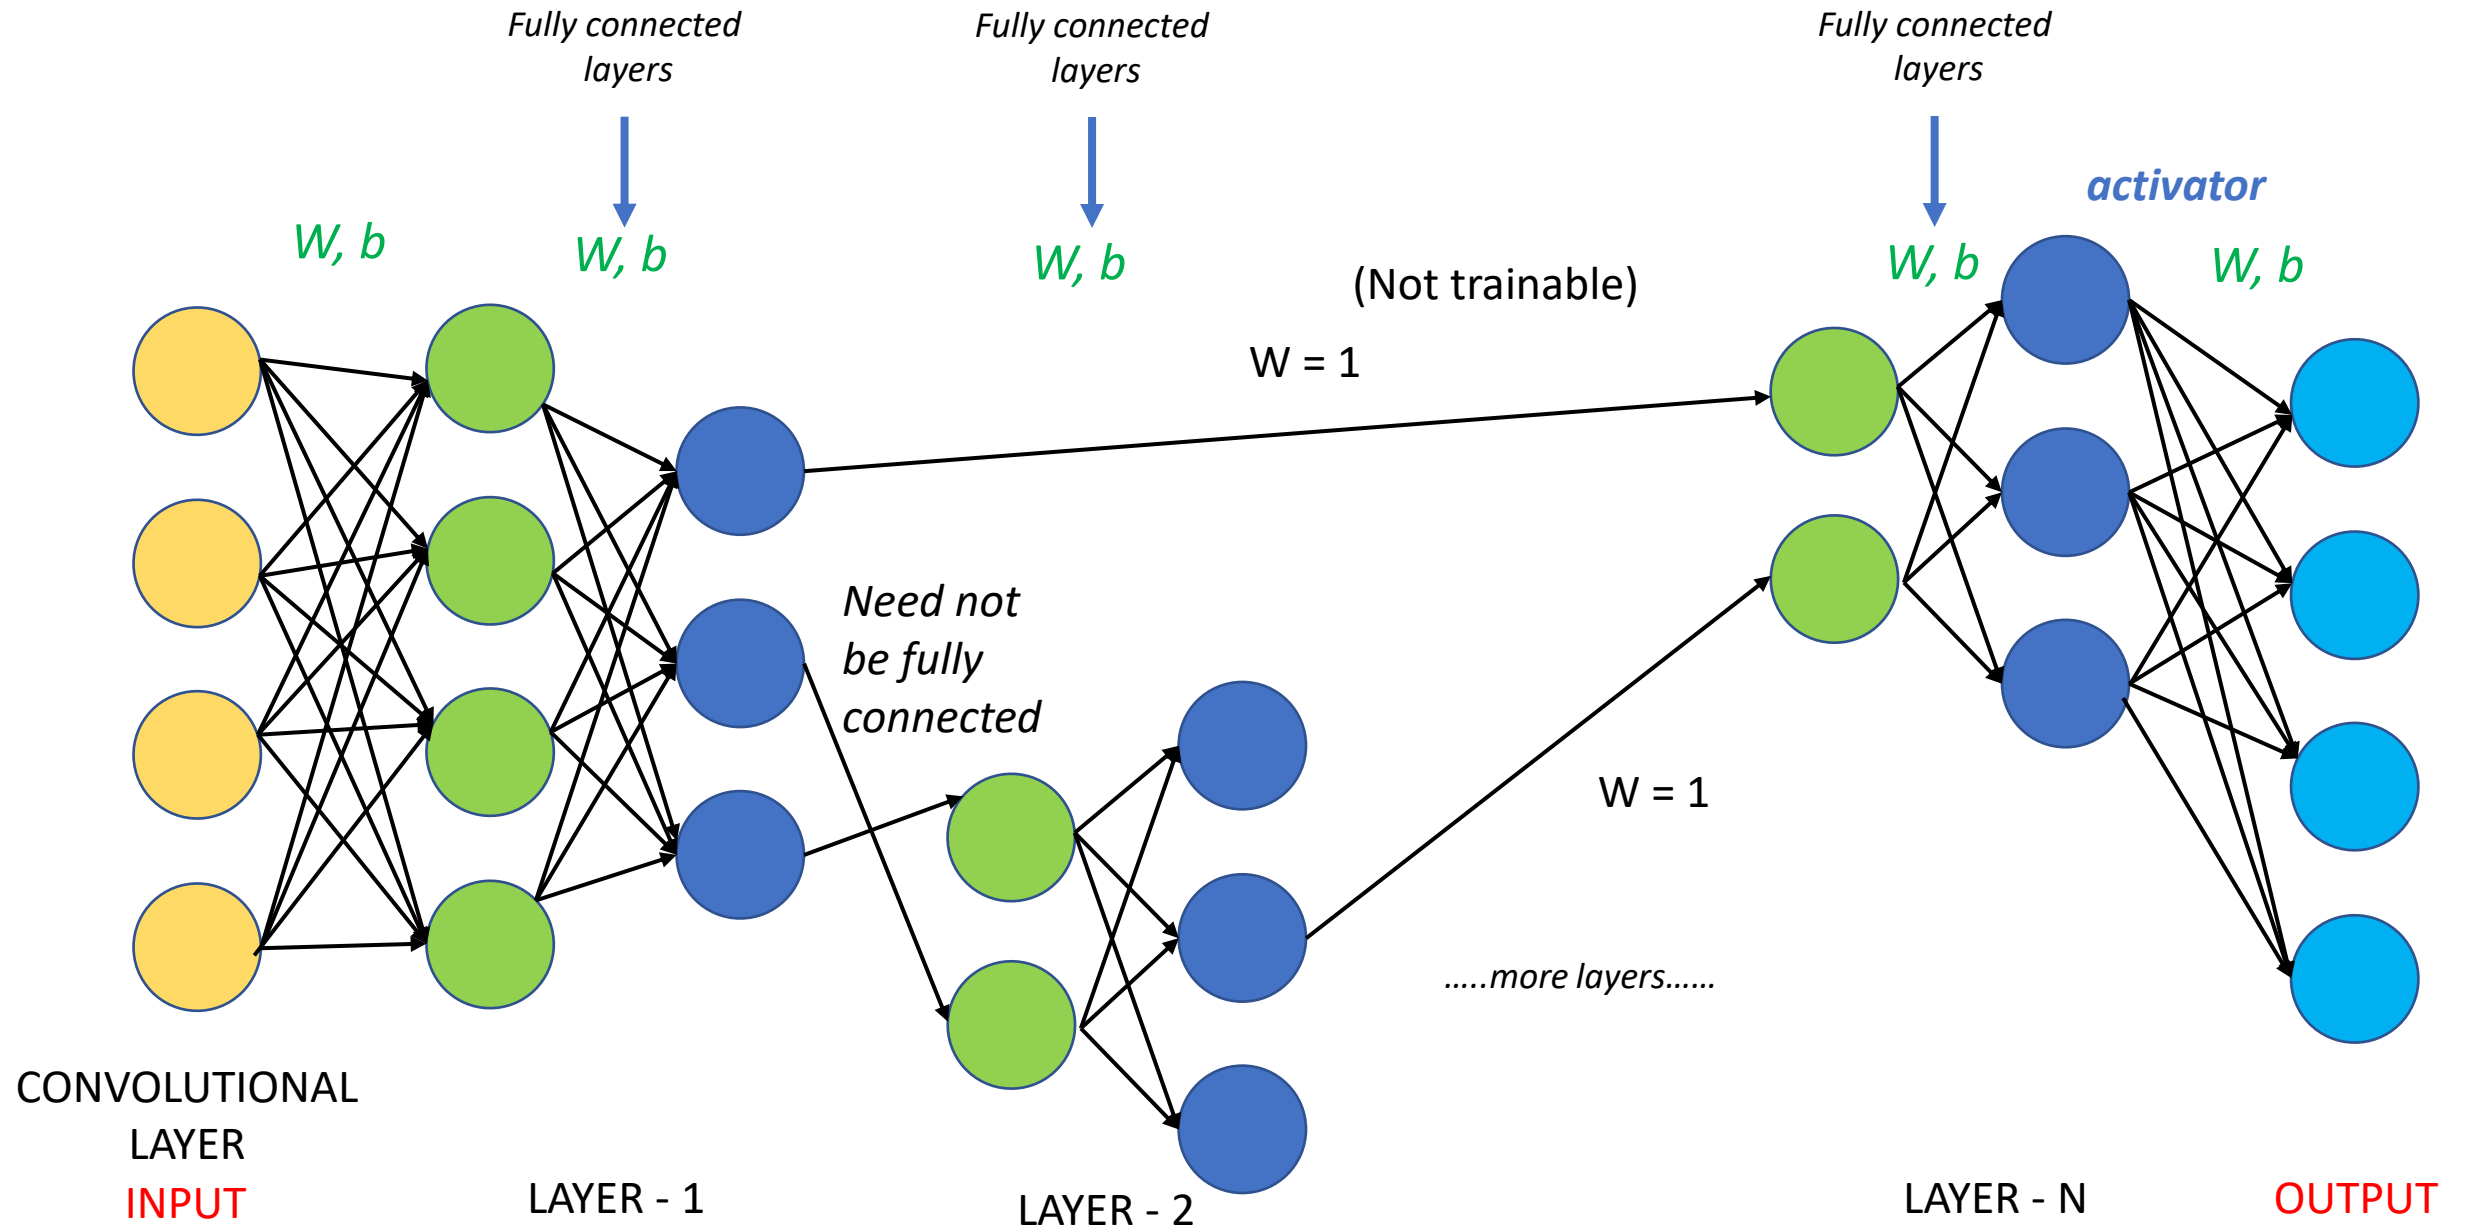 Fully connected
layers
Fully connected
layers
Fully connected
layers
activator
W, b
W, b
W, b
W, b
W, b
(Not trainable)
W = 1
Need not
be fully
connected
W = 1
.....more layers......
CONVOLUTIONAL
LAYER
INPUT
LAYER - 1
LAYER - 2
LAYER - N
OUTPUT